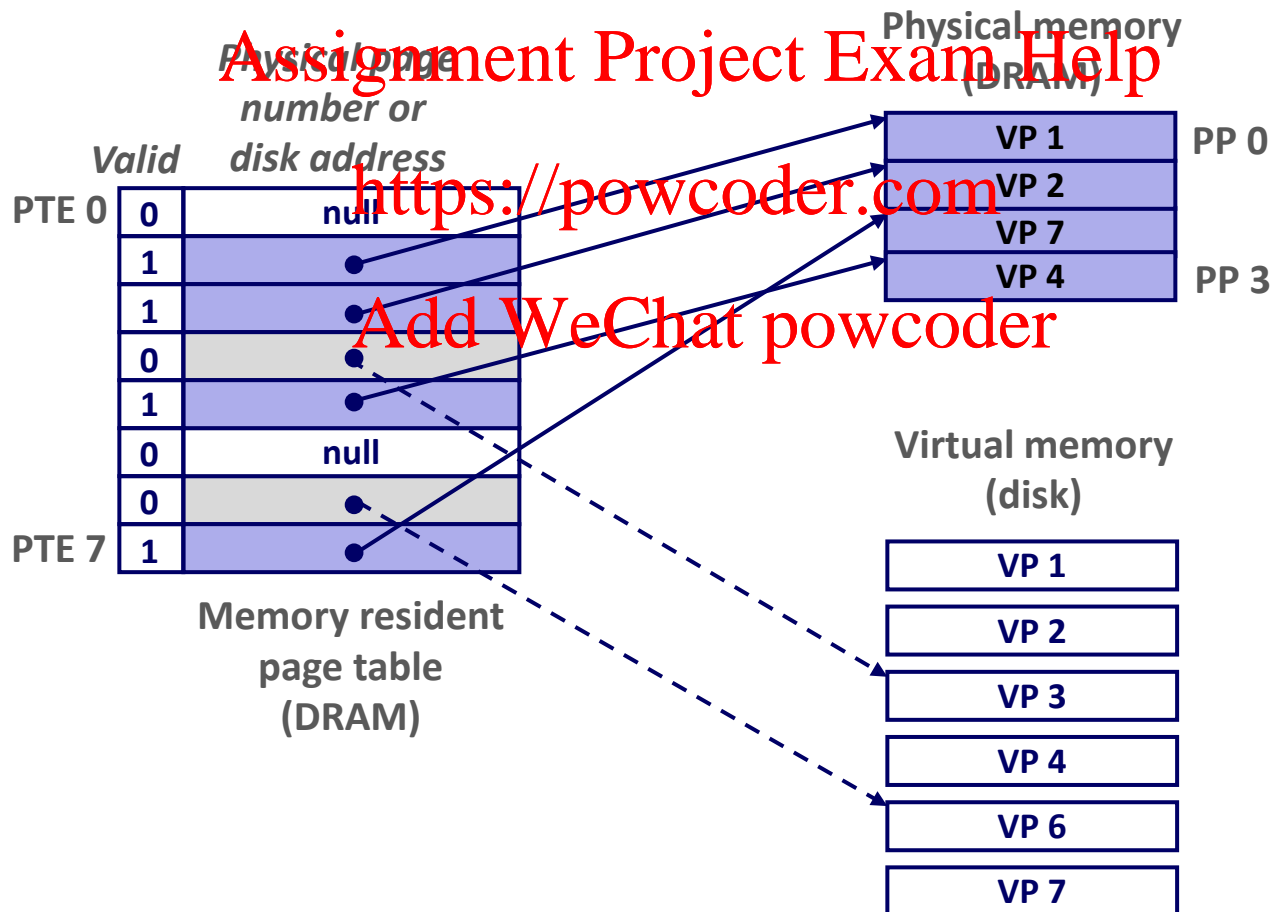 Assignment Project Exam Help
https://powcoder.com
Add WeChat powcoder
Physical page
number or
disk address
Valid
PTE 0
0
null
1
1
0
1
0
null
0
PTE 7
1
Memory resident
page table
(DRAM)
Physical memory
(DRAM)
VP 1
PP 0
VP 2
VP 7
VP 4
PP 3
Virtual memory
(disk)
VP 1
VP 2
VP 3
VP 4
VP 6
VP 7